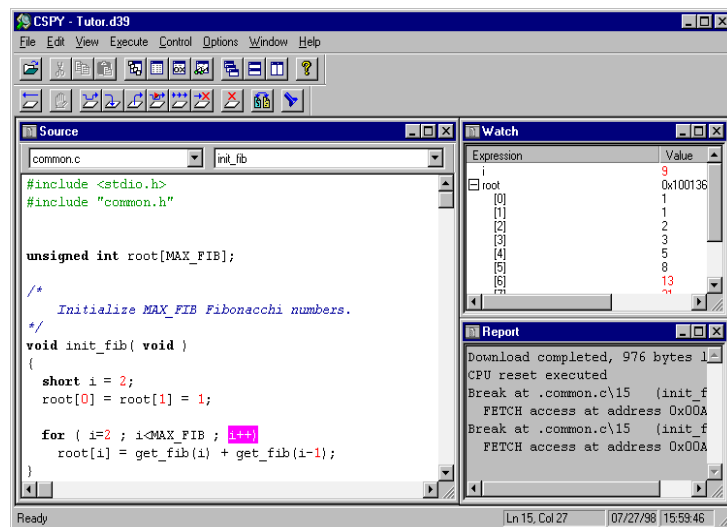 CSPY - Tutor.d39
File Edit View Execute Control Options Window Help
Source
common.c init_fib
#include <stdio.h>
#include "common.h"
unsigned int root[MAX_FIB];
/*
Initialize MAX_FIB Fibonacchi numbers.
*/
void init_fib( void )
{
short i = 2;
root[0] = root[1] = 1;
for ( i=2 ; i<MAX_FIB ; i++)
root[i] = get_fib(i) + get_fib(i-1);
}
Watch
Expression Value
i 9
root 0x100136
[0] 1
[1] 1
[2] 2
[3] 3
[4] 5
[5] 8
[6] 13
[7] 21
Report
Download completed, 976 bytes l
CPU reset executed
Break at .common.c\15 (init_f
FETCH access at address 0x00A
Break at .common.c\15 (init_f
FETCH access at address 0x00A
Ready Ln 15, Col 27 07/27/98 15:59:46